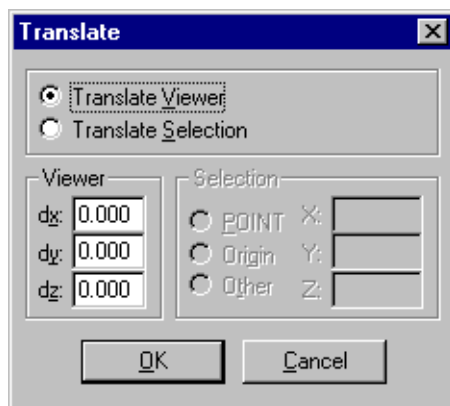 Translate
Translate Viewer
Translate Selection
Viewer
dx: 0.000
dy: 0.000
dz: 0.000
Selection
POINT X:
Origin Y:
Other Z:
OK Cancel